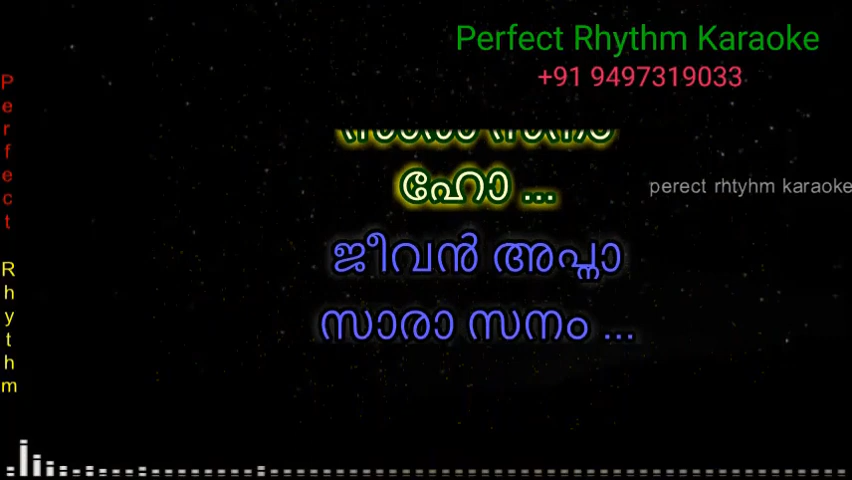 Perfect Rhythm Karaoke
+91 9497319033
ഹോ ...
perect rhtyhm karaoke
ജീവൻ അപ്നാ
സാരാ സനം ...
Perfect Rhythm